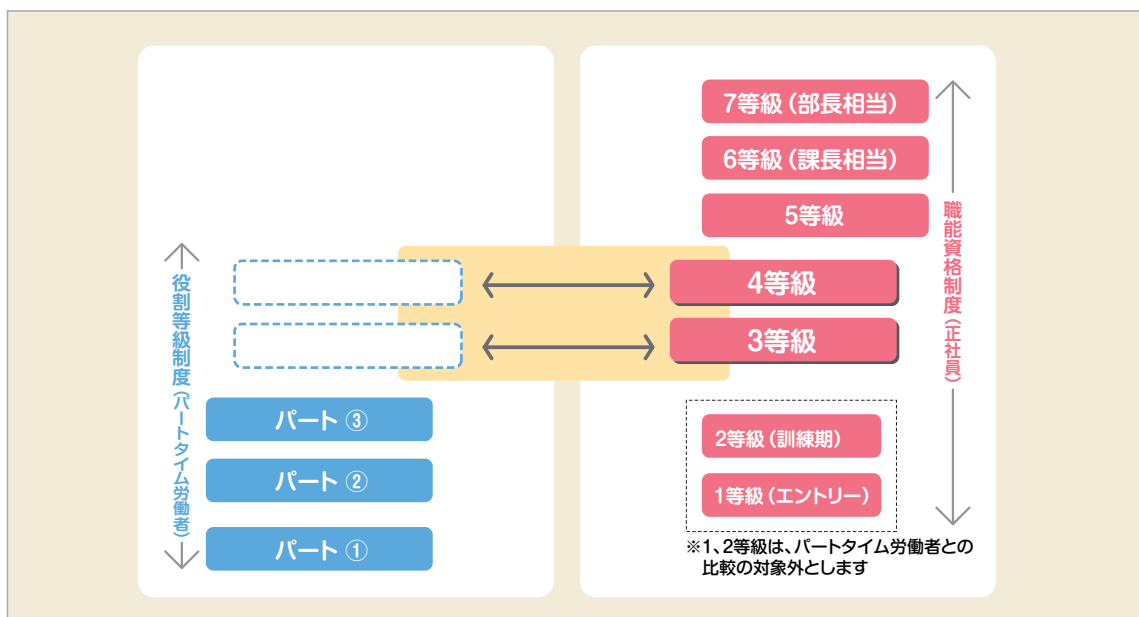 役割等級制度(パートタイム労働者)
パート ③
パート ②
パート ①
7等級(部長相当)
6等級(課長相当)
5等級
4等級
3等級
2等級(訓練期)
1等級(エントリー)
※1、2等級は、パートタイム労働者との
比較の対象外とします
職能資格制度(正社員)